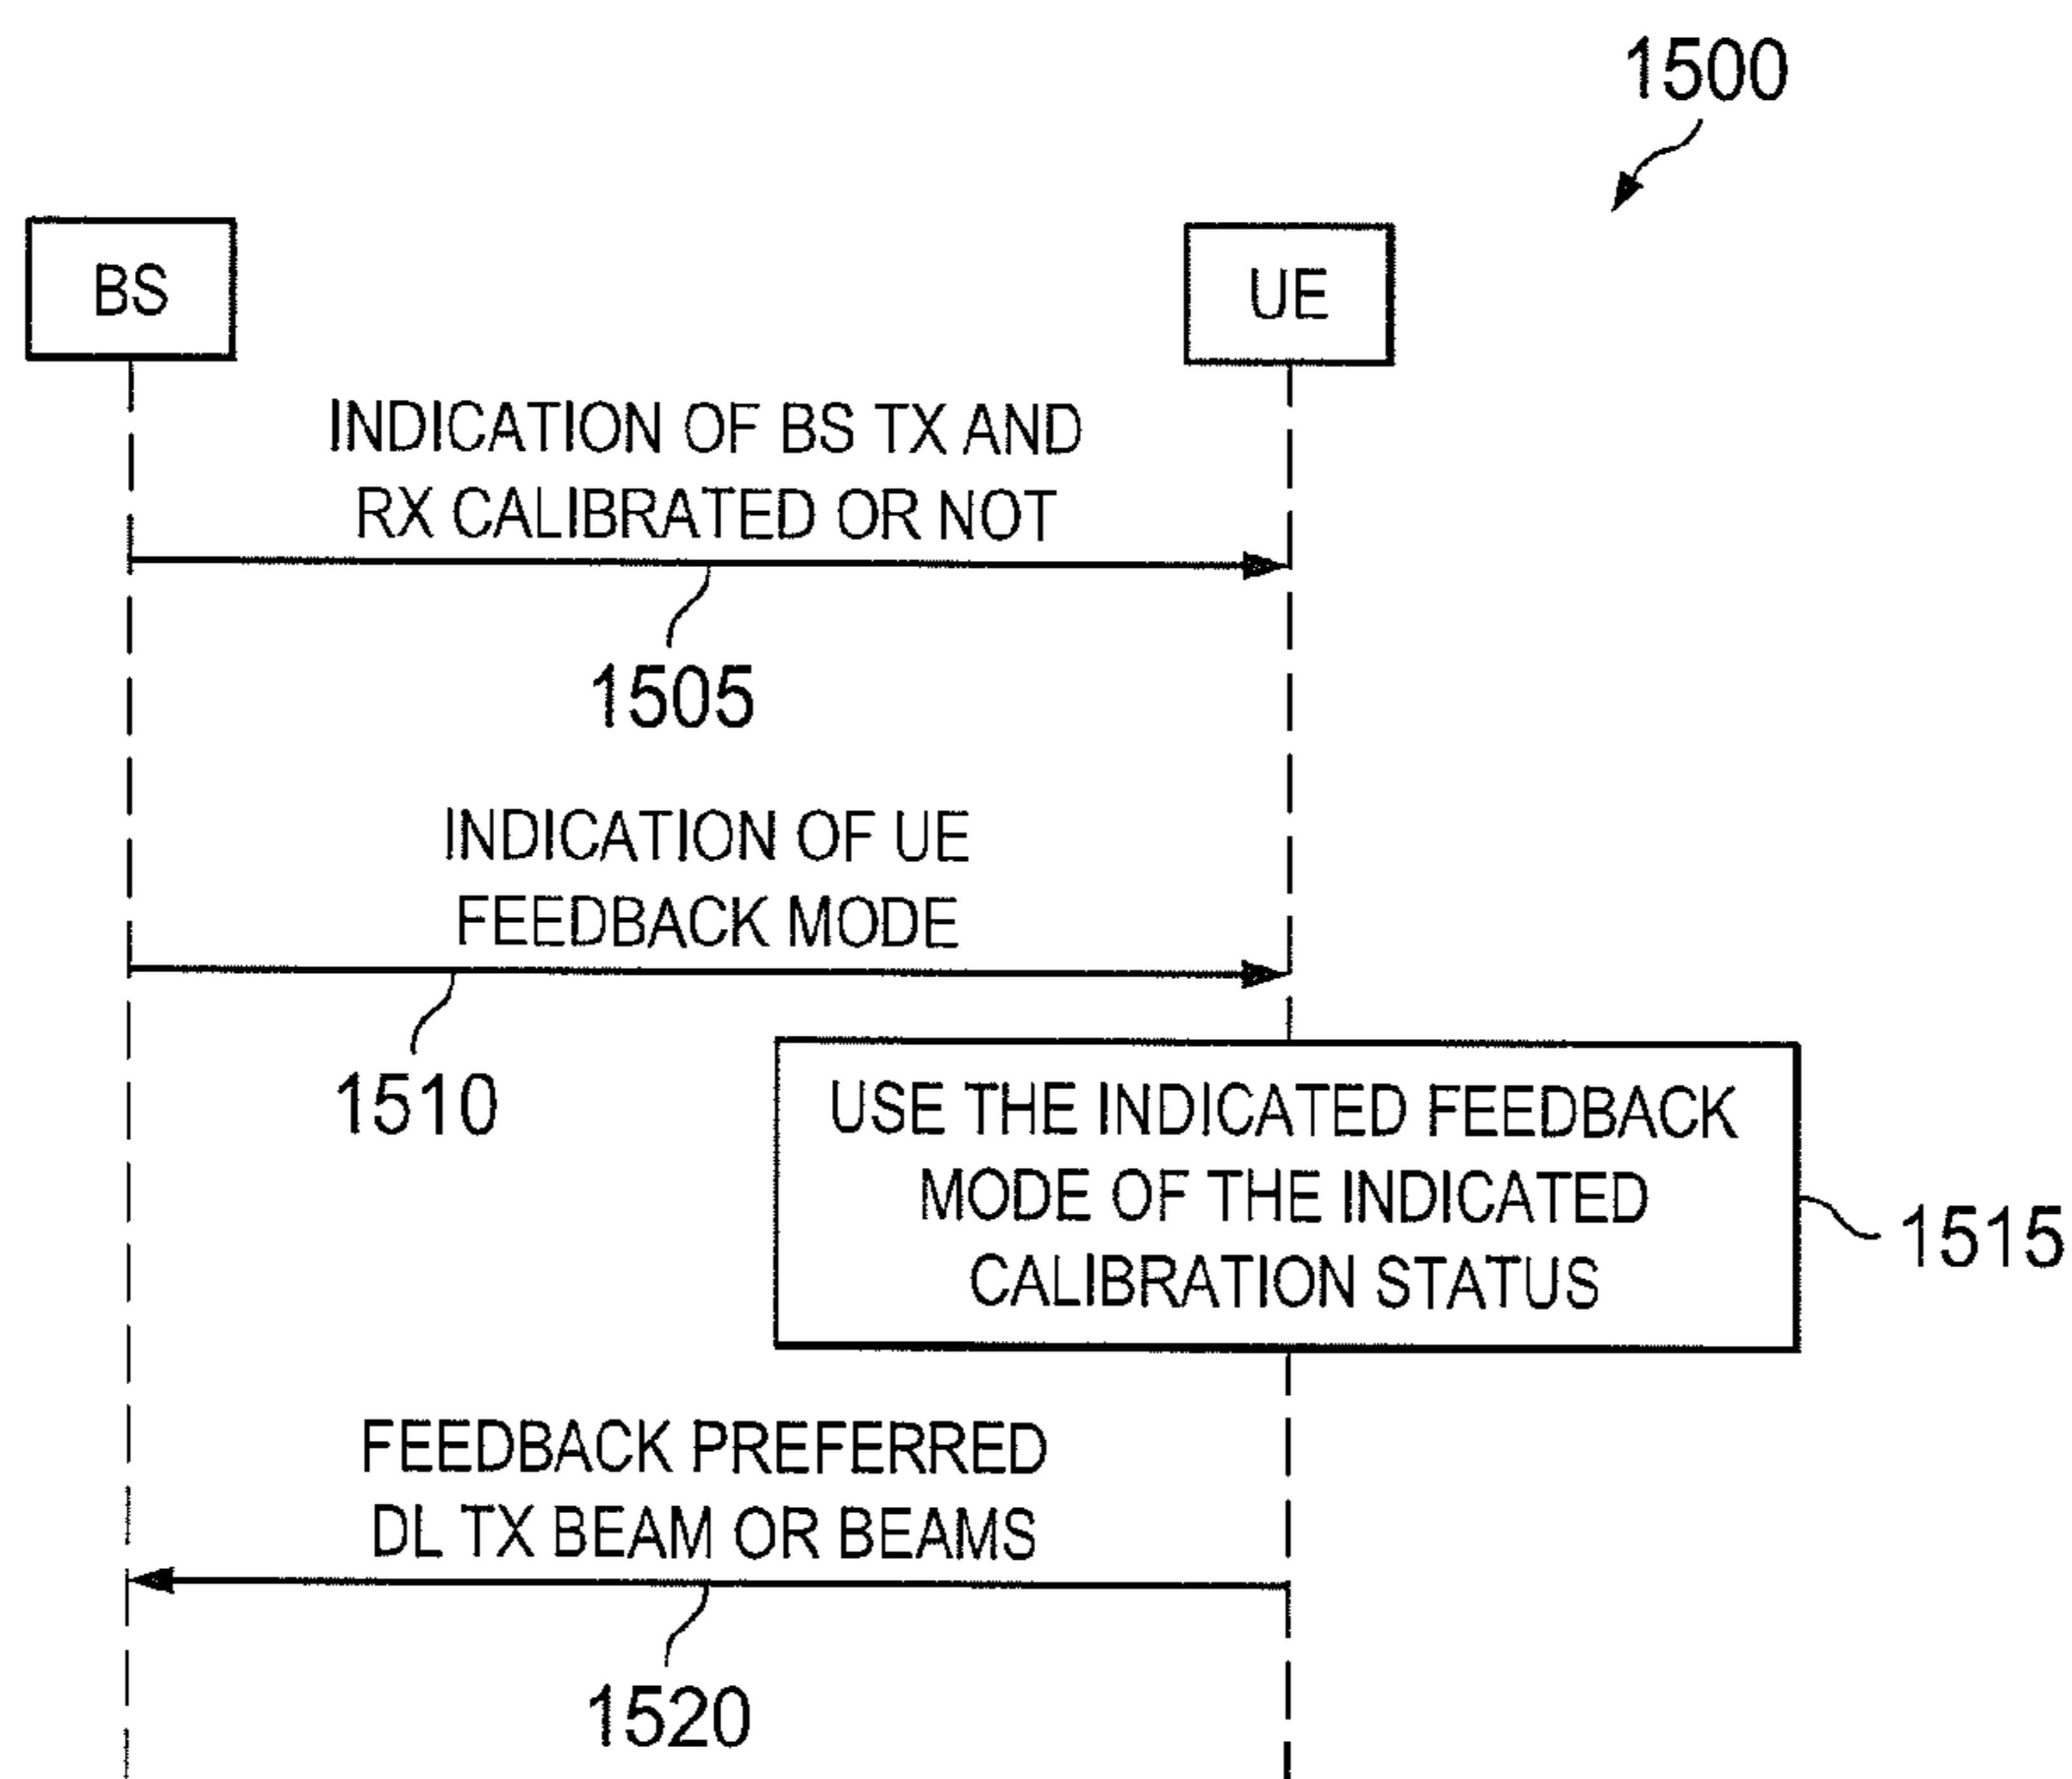 1500
BS
UE
INDICATION OF BS TX AND
RX CALIBRATED OR NOT
1505
INDICATION OF UE
FEEDBACK MODE
1510
USE THE INDICATED FEEDBACK
MODE OF THE INDICATED
CALIBRATION STATUS
1515
FEEDBACK PREFERRED
DL TX BEAM OR BEAMS
1520